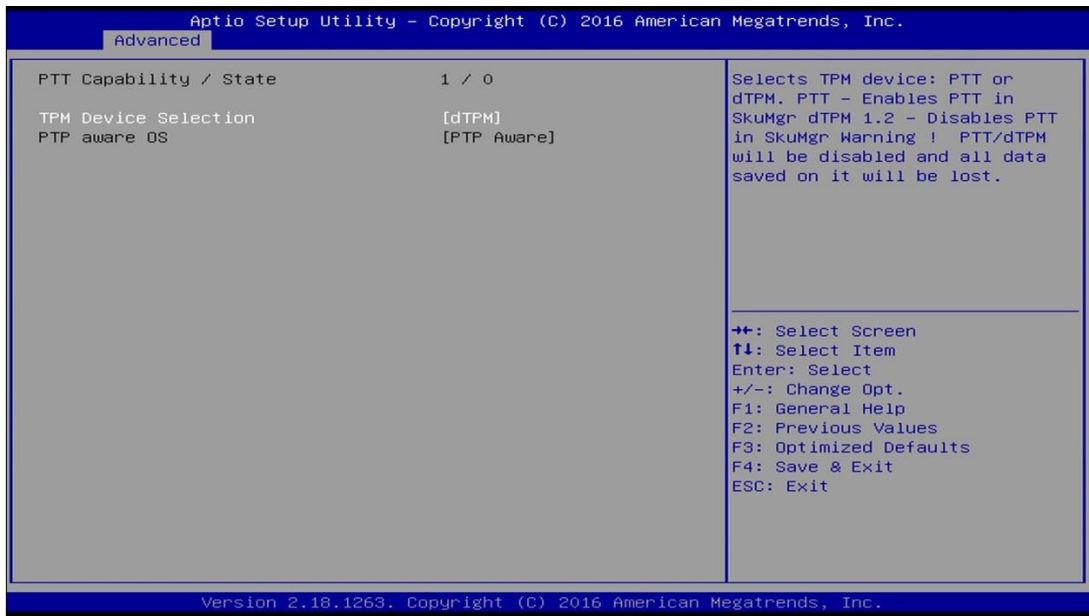 Aptio Setup Utility – Copyright (C) 2016 American Megatrends, Inc.
Advanced
PTT Capability / State 1 / 0
TPM Device Selection [dTPM]
PTP aware OS [PTP Aware]
Selects TPM device: PTT or
dTPM. PTT – Enables PTT in
SkuMgr dTPM 1.2 – Disables PTT
in SkuMgr Warning ! PTT/dTPM
will be disabled and all data
saved on it will be lost.
→←: Select Screen
↑↓: Select Item
Enter: Select
+/-: Change Opt.
F1: General Help
F2: Previous Values
F3: Optimized Defaults
F4: Save & Exit
ESC: Exit
Version 2.18.1263. Copyright (C) 2016 American Megatrends, Inc.